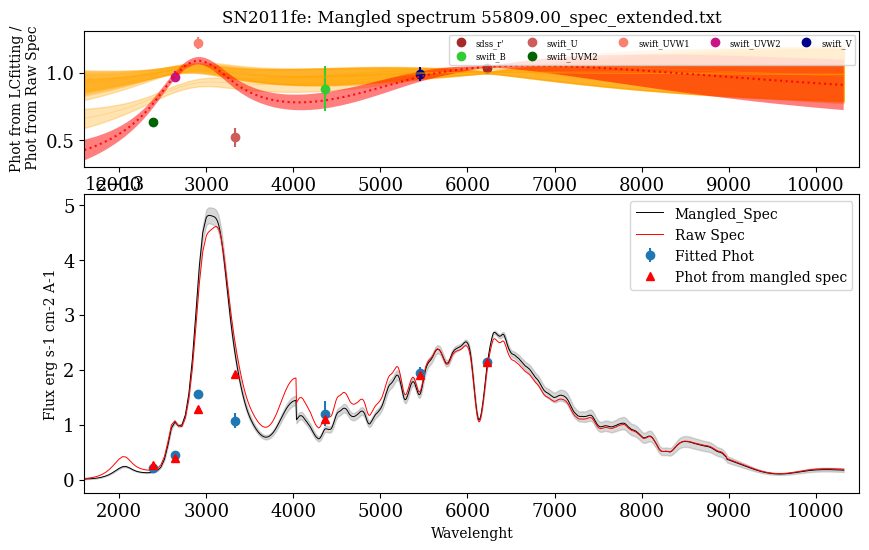 SN2011fe: Mangled spectrum 55809.00_spec_extended.txt
Phot from LCfitting /
Phot from Raw Spec
1.0
0.5
sdss_r' swift_U swift_UVW1 swift_UVW2 swift_V
swift_B swift_UVM2
2000 3000 4000 5000 6000 7000 8000 9000 10000
1e−13
Flux erg s-1 cm-2 A-1
5
4
3
2
1
0
Mangled_Spec
Raw Spec
Fitted Phot
Phot from mangled spec
2000 3000 4000 5000 6000 7000 8000 9000 10000
Wavelenght